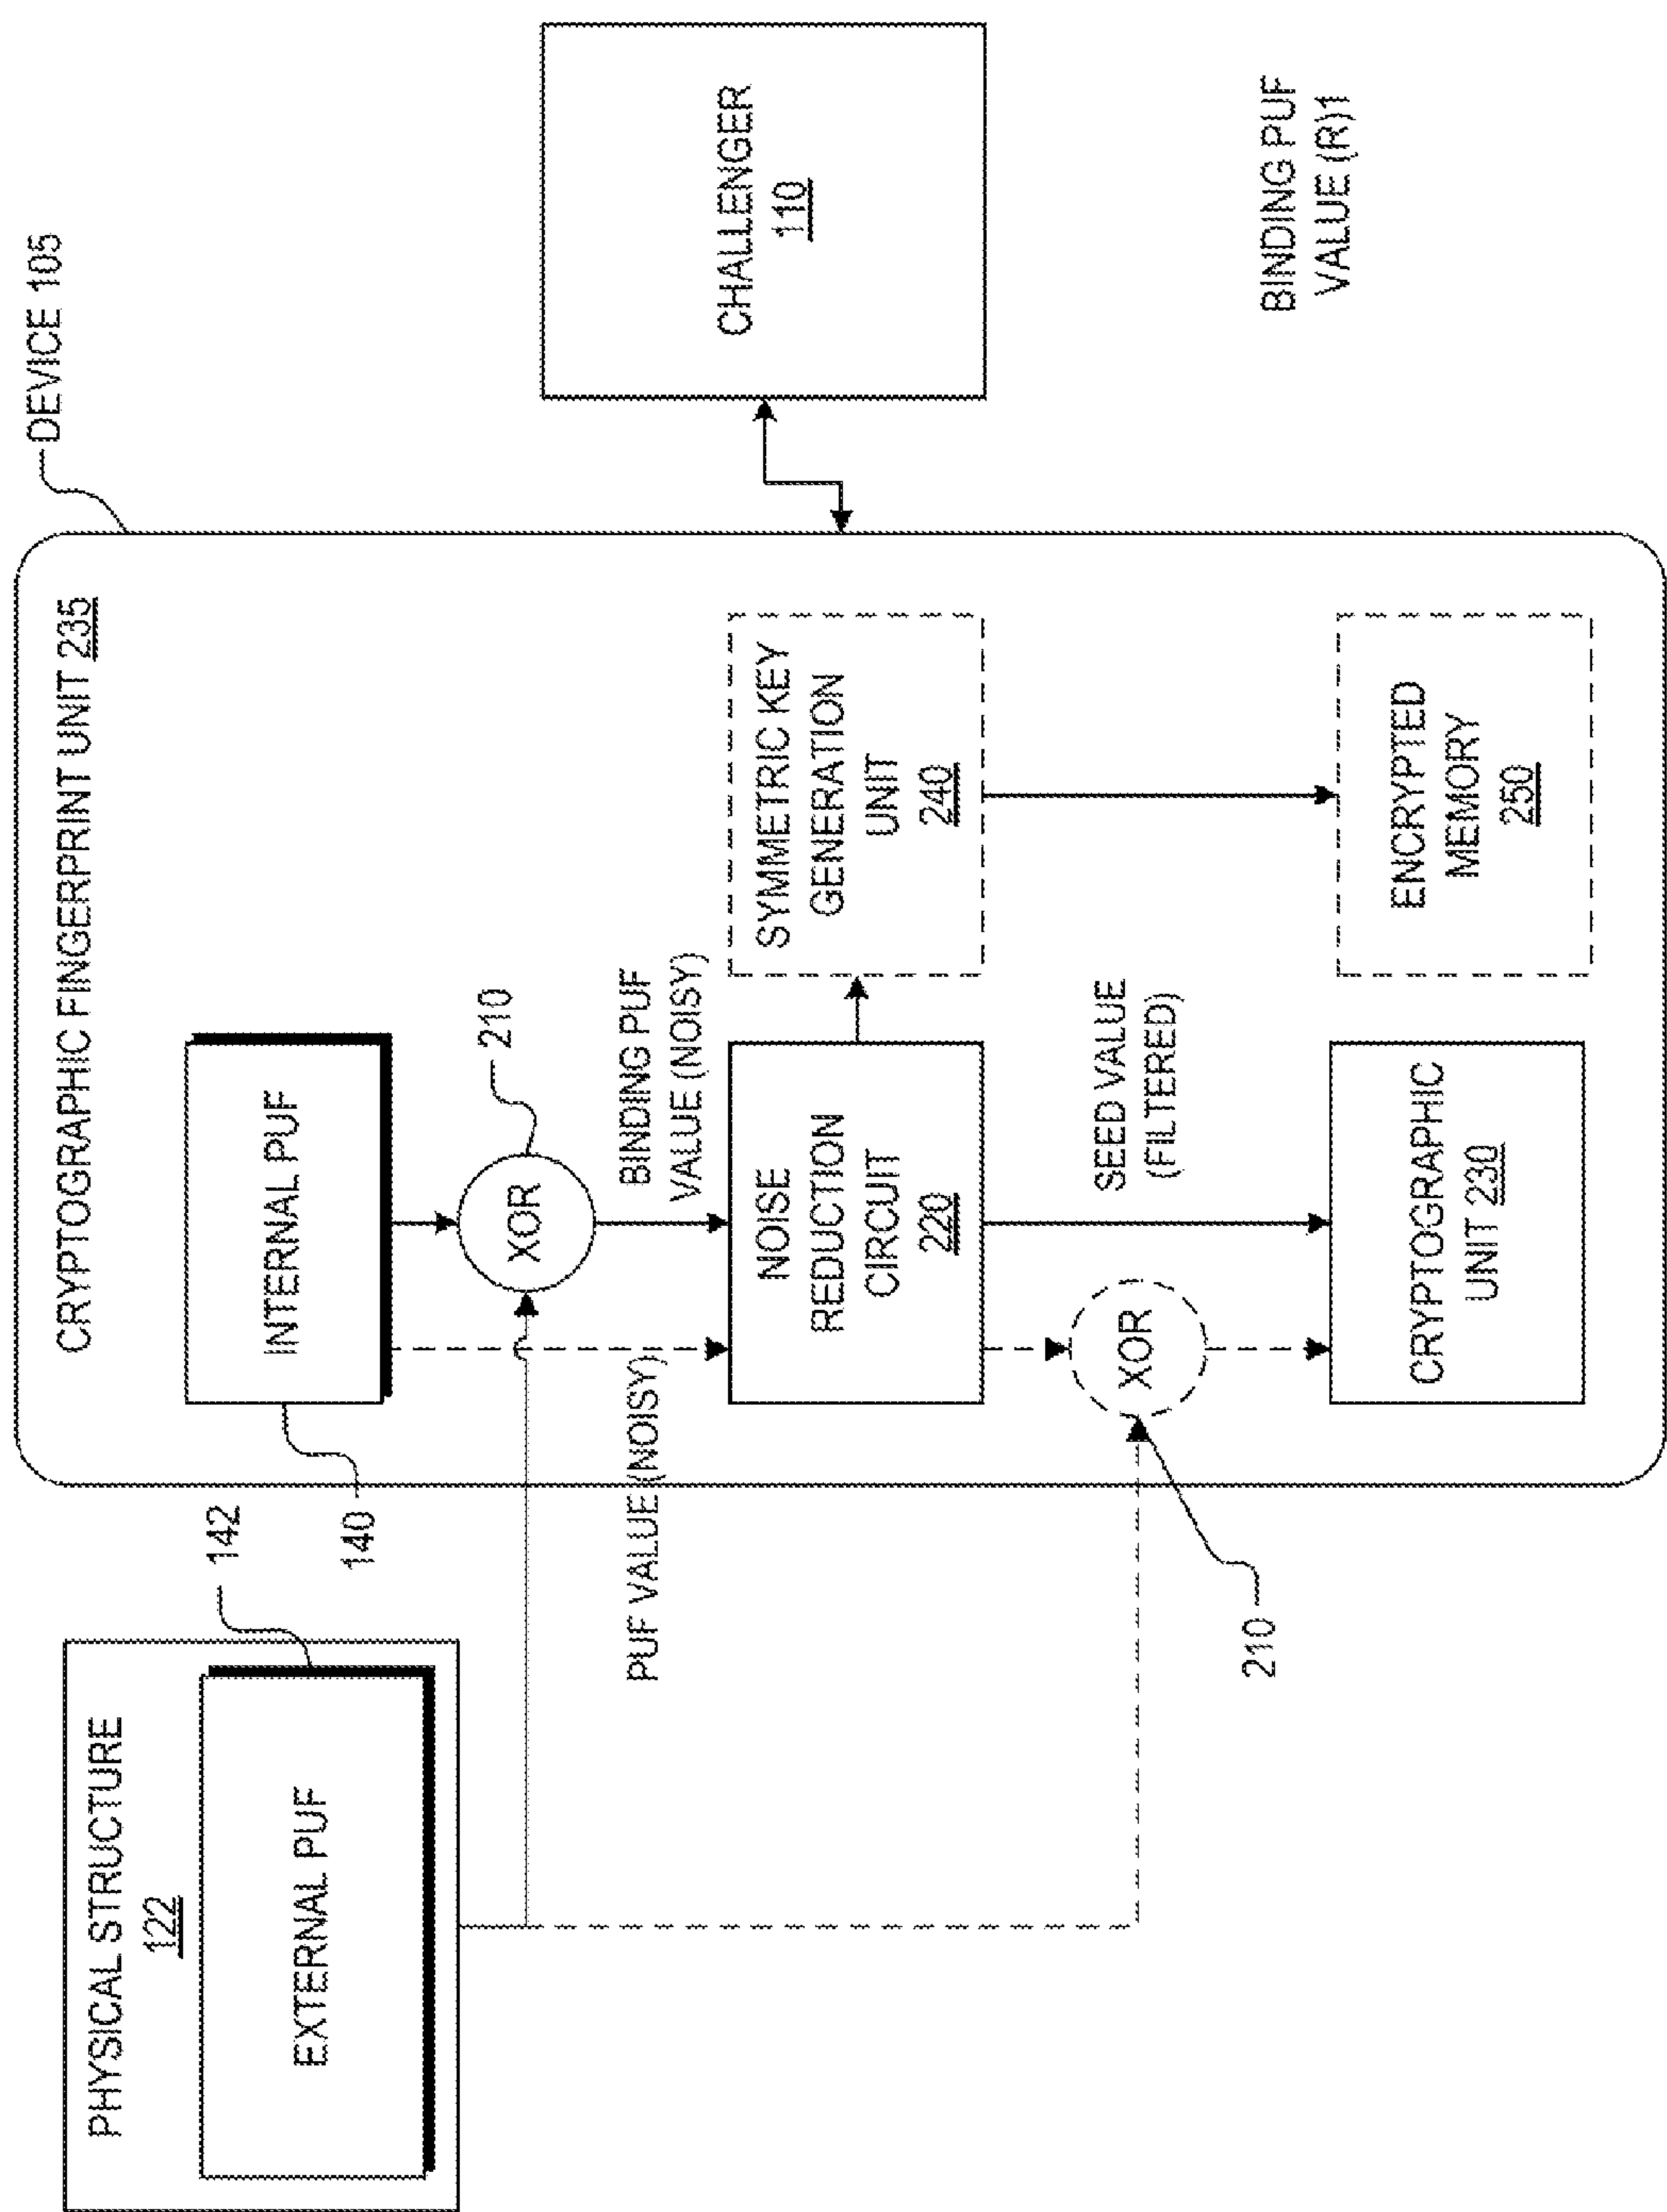 PHYSICAL STRUCTURE
122
EXTERNAL PUF
142
140
DEVICE 105
CRYPTOGRAPHIC FINGERPRINT UNIT 235
INTERNAL PUF
XOR
210
PUF VALUE (NOISY)
BINDING PUF
VALUE (NOISY)
NOISE
REDUCTION
CIRCUIT
220
SYMMETRIC KEY
GENERATION
UNIT
240
XOR
210
SEED VALUE
(FILTERED)
CRYPTOGRAPHIC
UNIT 230
ENCRYPTED
MEMORY
250
CHALLENGER
110
BINDING PUF
VALUE (R)1